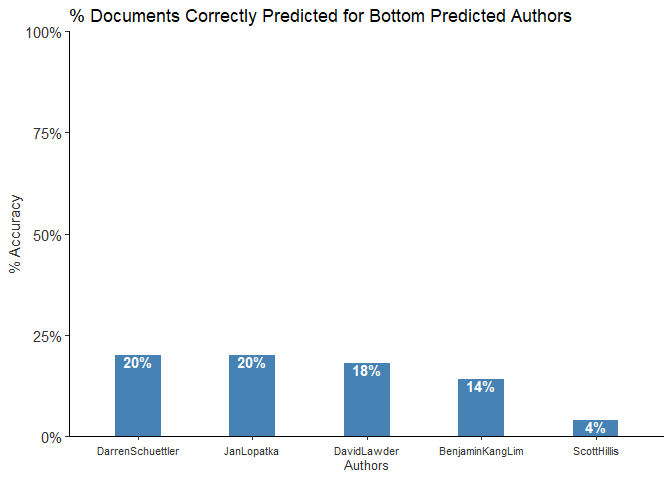 % Documents Correctly Predicted for Bottom Predicted Authors
100%
75%
50%
25%
0%
% Accuracy
20%
20%
18%
14%
4%
DarrenSchuettler
JanLopatka
DavidLawder
BenjaminKangLim
ScottHillis
Authors